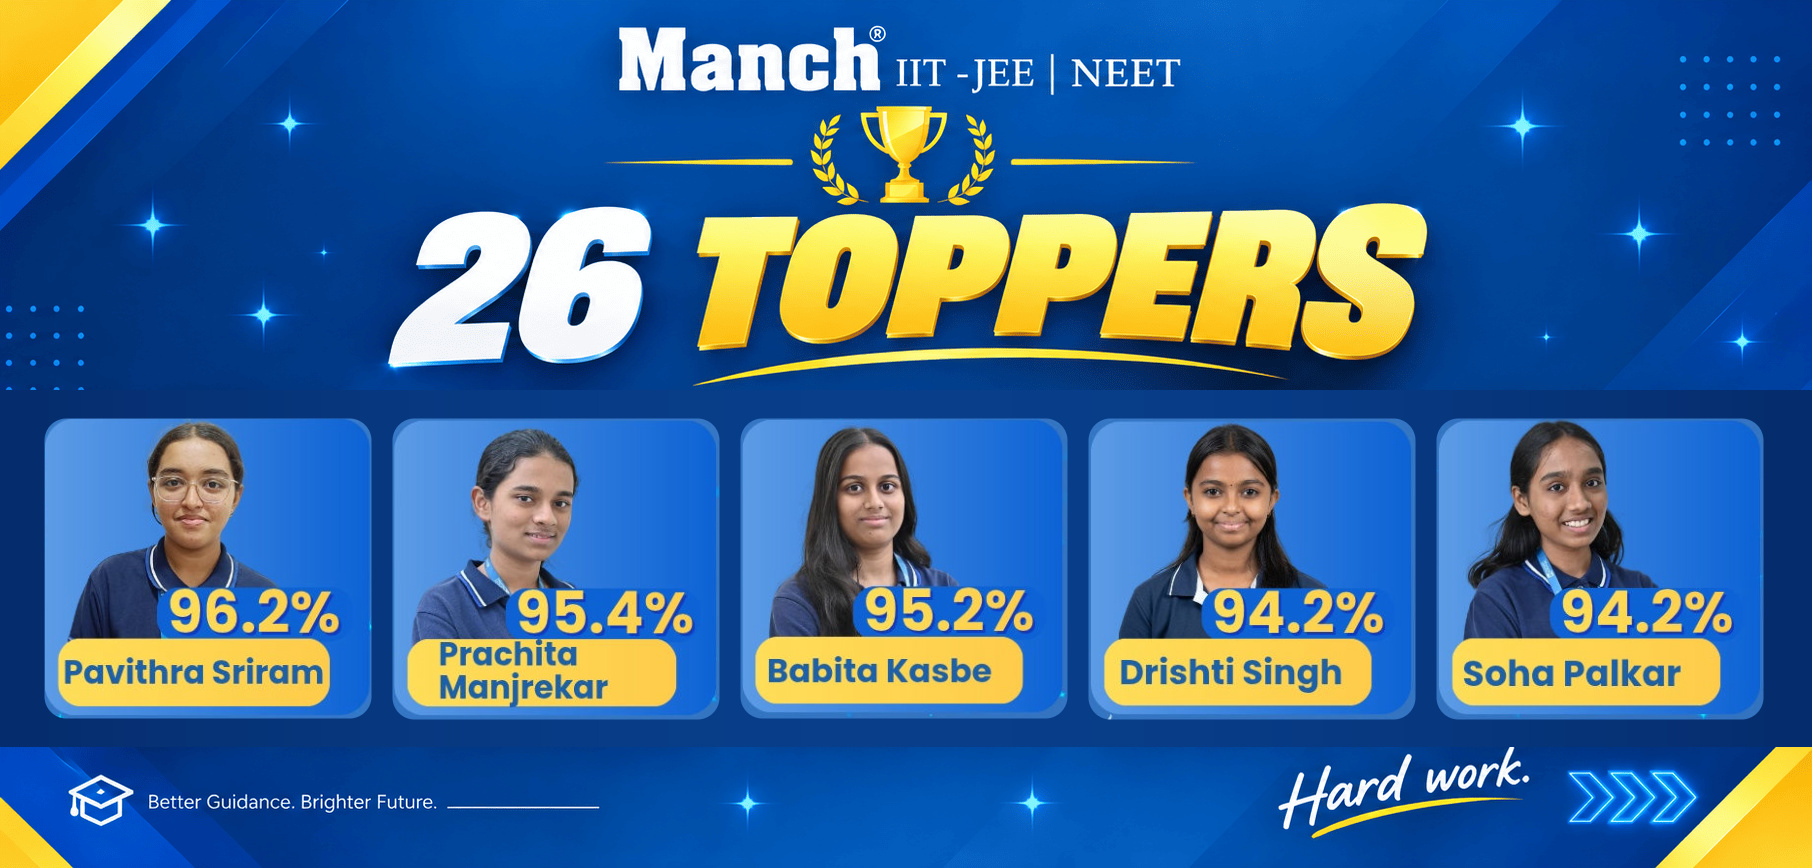 Manch® IIT -JEE | NEET
26 TOPPERS
96.2%
Pavithra Sriram
95.4%
Prachita
Manjrekar
95.2%
Babita Kasbe
94.2%
Drishti Singh
94.2%
Soha Palkar
Better Guidance. Brighter Future.
Hard work.